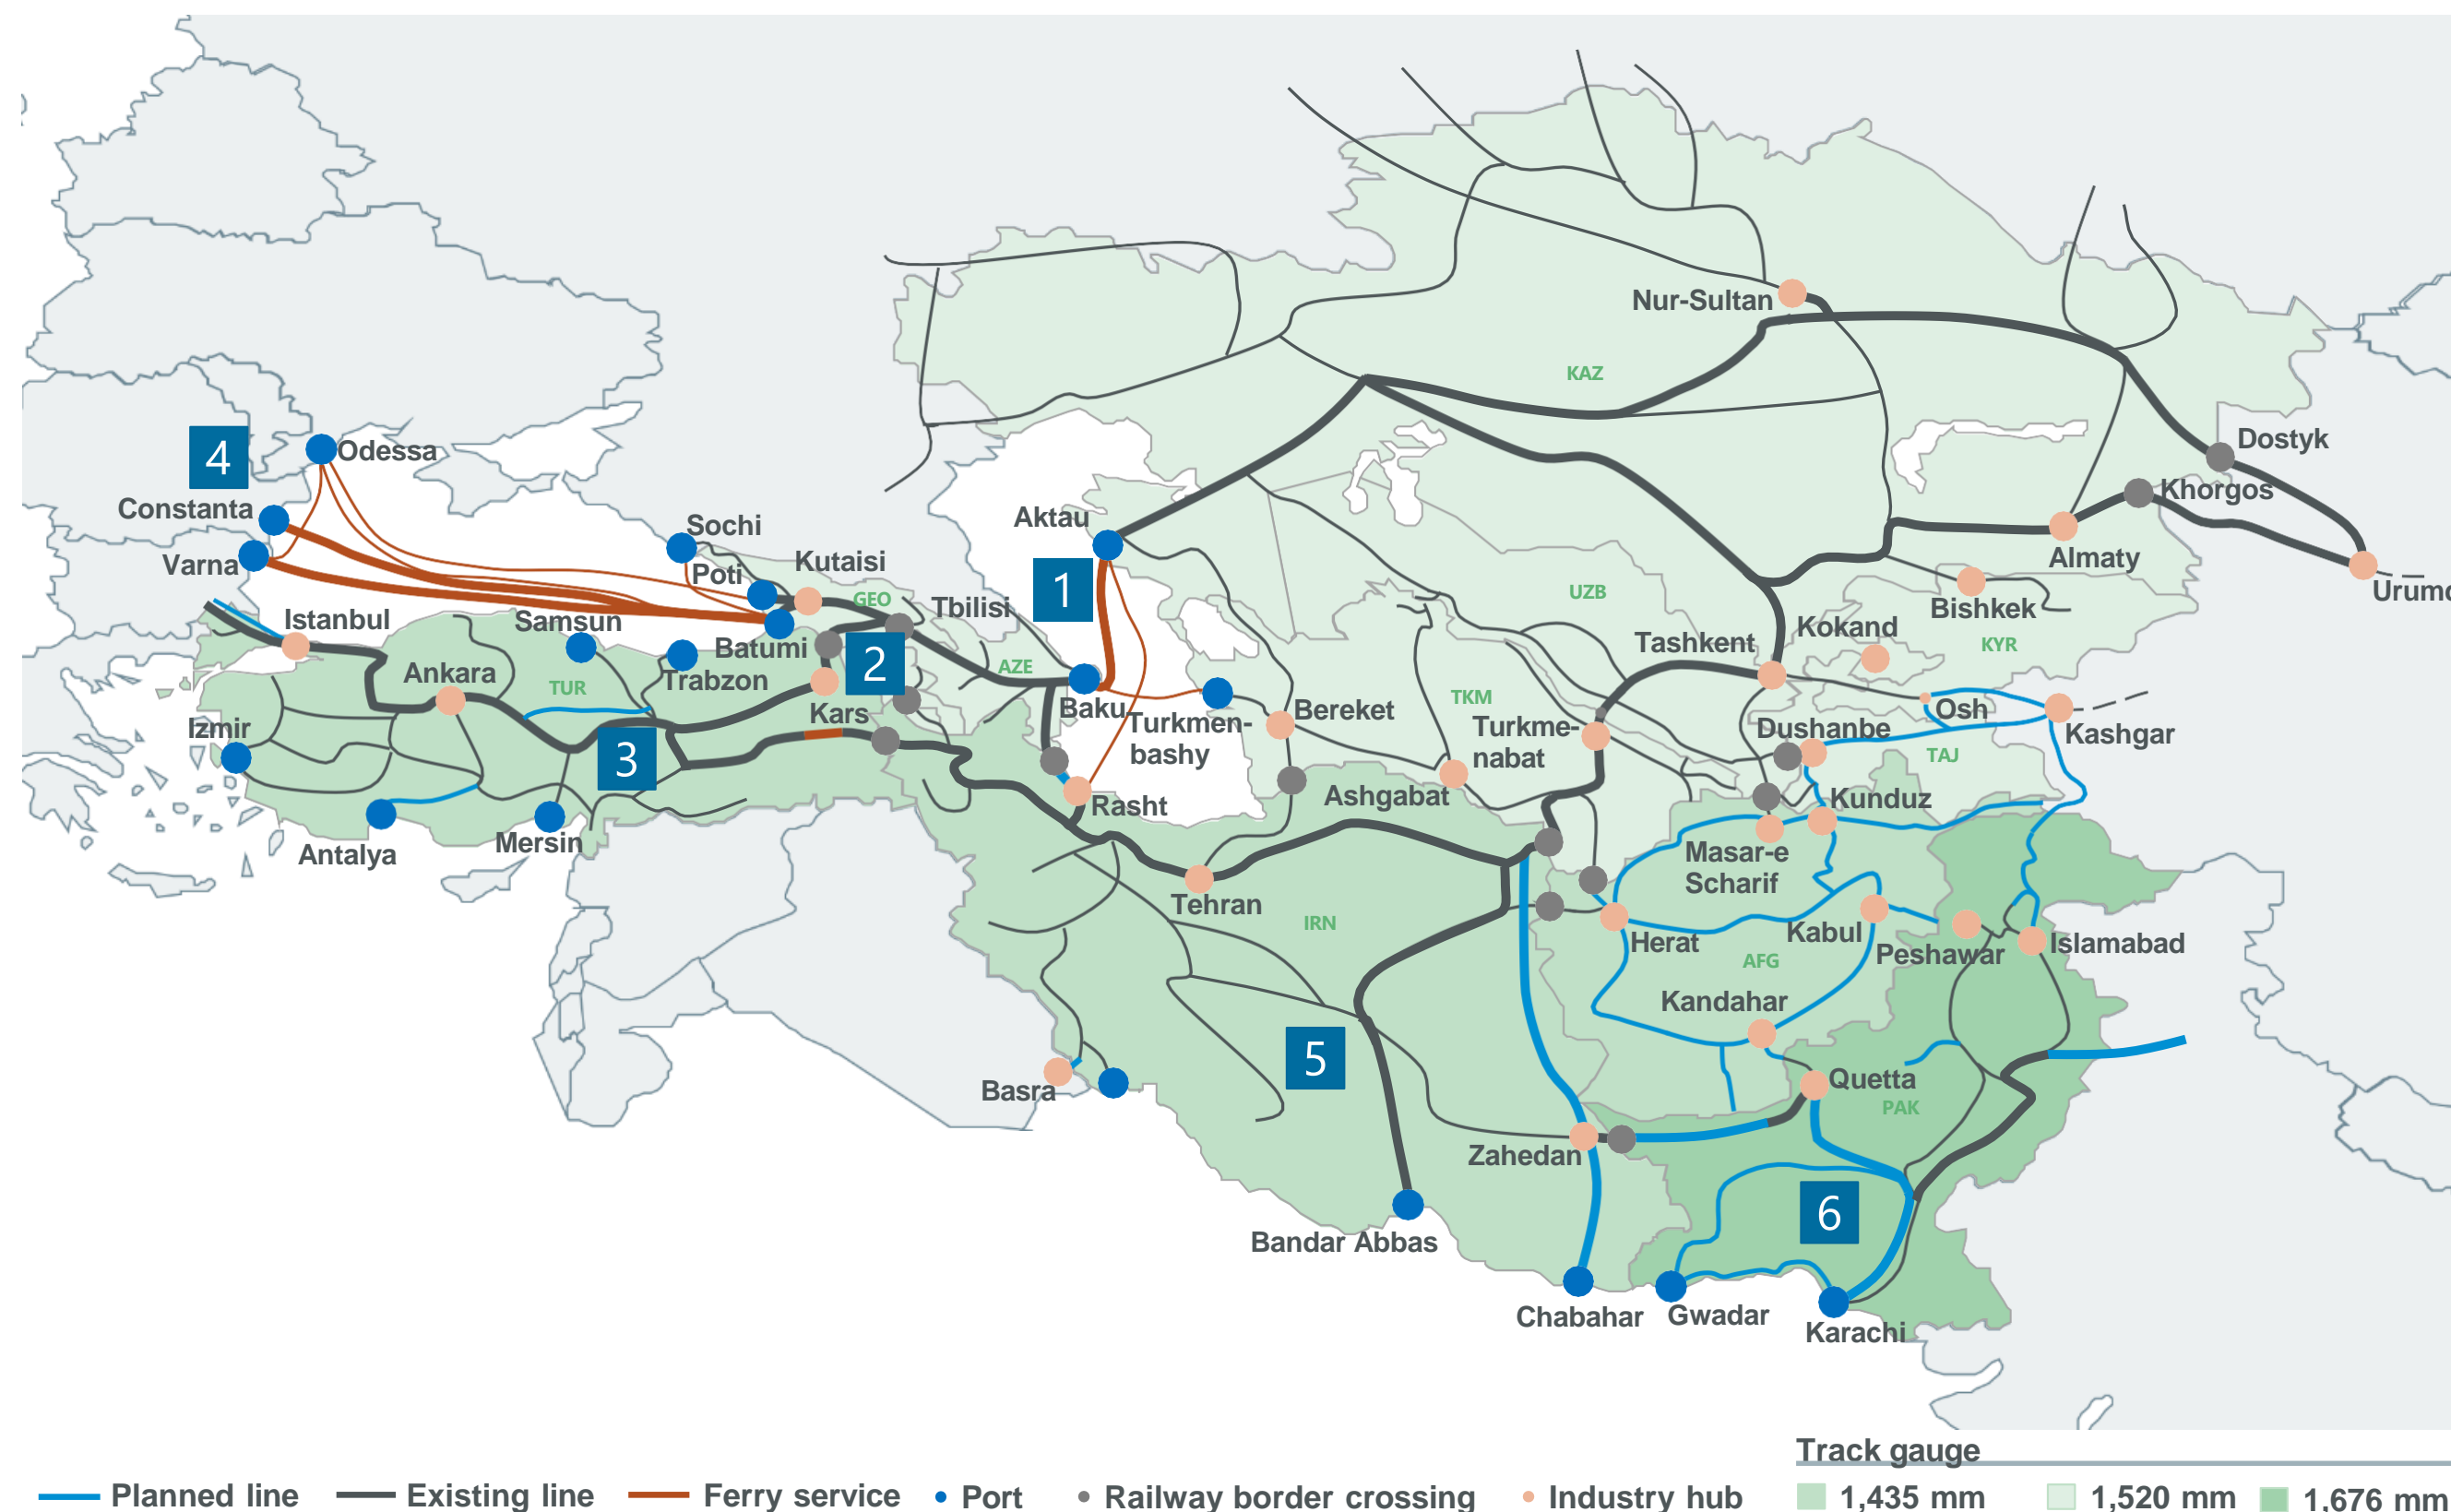 Nur-Sultan
KAZ
4
Odessa
Dostyk
Khorgos
Constanta
Aktau
Sochi
Varna
Almaty
Kutaisi
Poti
1
UZB
Urumq
GEO
Tbilisi
Bishkek
Istanbul
Samsun
Kokand
Tashkent
Batumi
2
KYR
AZE
Ankara
Trabzon
TUR
TKM
Baku
Bereket
Osh
Kars
Turkmen-
bashy
Turkme-
nabat
Dushanbe
Kashgar
Izmir
3
TAJ
Rasht
Ashgabat
Kunduz
Antalya
Mersin
Masar-e
Scharif
Tehran
IRN
Herat
Kabul
Peshawar
Islamabad
AFG
Kandahar
5
Basra
Quetta
PAK
Zahedan
6
Bandar Abbas
Chabahar
Gwadar
Karachi
Track gauge
Planned line
Existing line
Ferry service
Port
Railway border crossing
Industry hub
1,435 mm
1,520 mm
1,676 mm